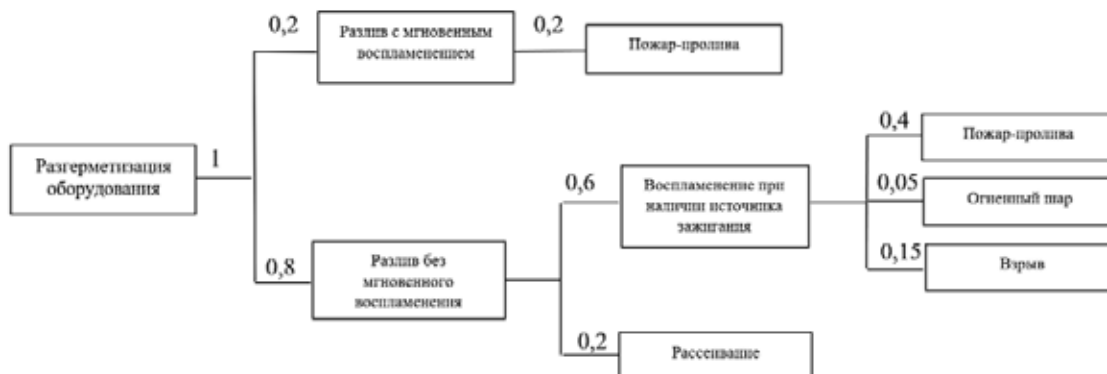 0,2
Разлив с мгновенным
воспламенением
0,2
Пожар-пролива
Разгерметизация
оборудования
1
0,8
Разлив без
мгновенного
воспламенения
0,6
Воспламенение при
наличии источника
зажигания
0,4
Пожар-пролива
0,05
Огненный шар
0,15
Взрыв
0,2
Рассеивание